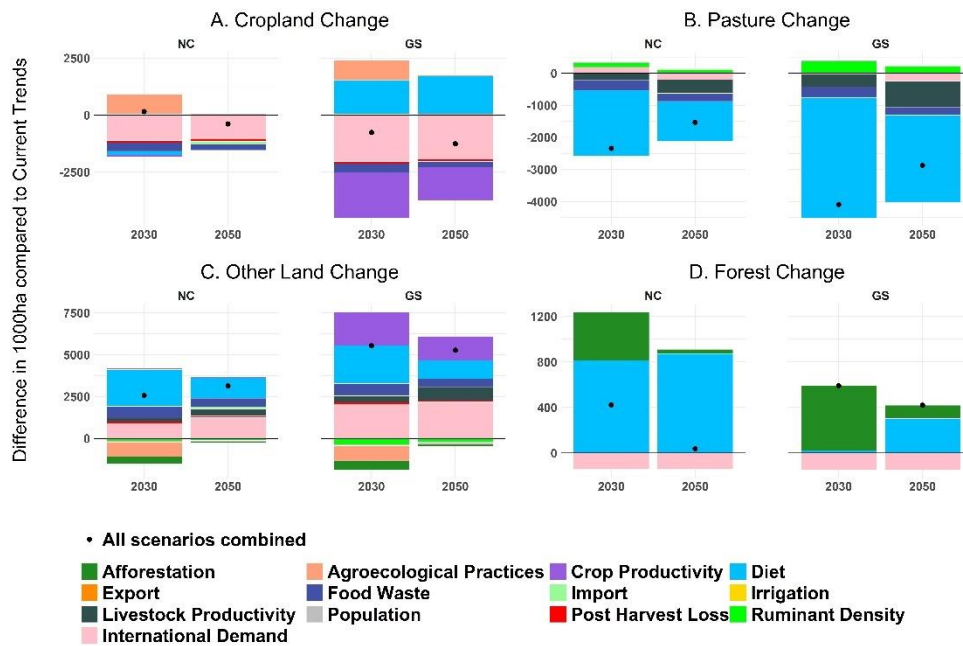 A. Cropland Change
B. Pasture Change
NC
GS
NC
GS
2500
0
-2500
0
-1000
-2000
-3000
-4000
2030
2050
2030
2050
2030
2050
2030
2050
Difference in 1000ha compared to Current Trends
C. Other Land Change
D. Forest Change
NC
GS
NC
GS
7500
5000
2500
0
1200
800
400
0
2030
2050
2030
2050
2030
2050
2030
2050
All scenarios combined
Afforestation
Agroecological Practices
Crop Productivity
Diet
Export
Food Waste
Import
Irrigation
Livestock Productivity
Population
Post Harvest Loss
Ruminant Density
International Demand